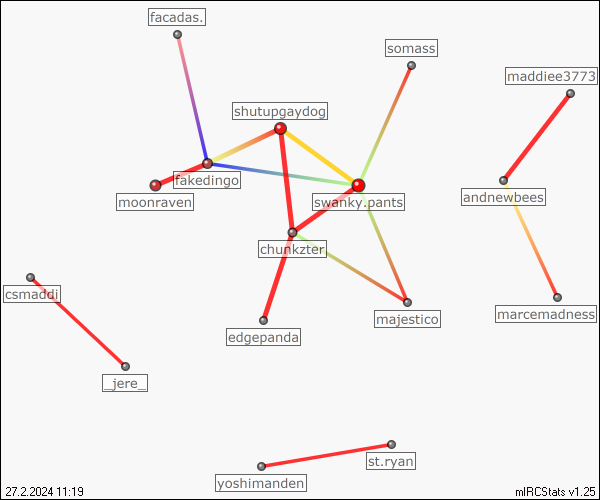 facadas.
somass
maddiee3773
shutupgaydog
fakedingo
moonraven
swanky.pants
andnewbees
chunkzter
csmaddi
edgepanda
majestico
marcemadness
_jere_
st.ryan
yoshimanden
27.2.2024 11:19
mIRCStats v1.25